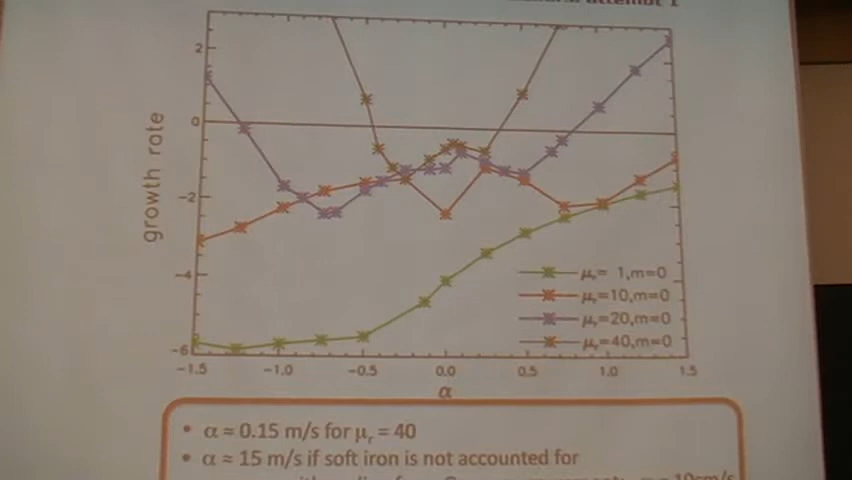 attempt 1
2
0
−2
−4
−6
growth rate
μᵣ= 1,m=0
μᵣ=10,m=0
μᵣ=20,m=0
μᵣ=40,m=0
−1.5 −1.0 −0.5 0.0 0.5 1.0 1.5
α
• α ≈ 0.15 m/s for μᵣ = 40
• α ≈ 15 m/s if soft iron is not accounted for